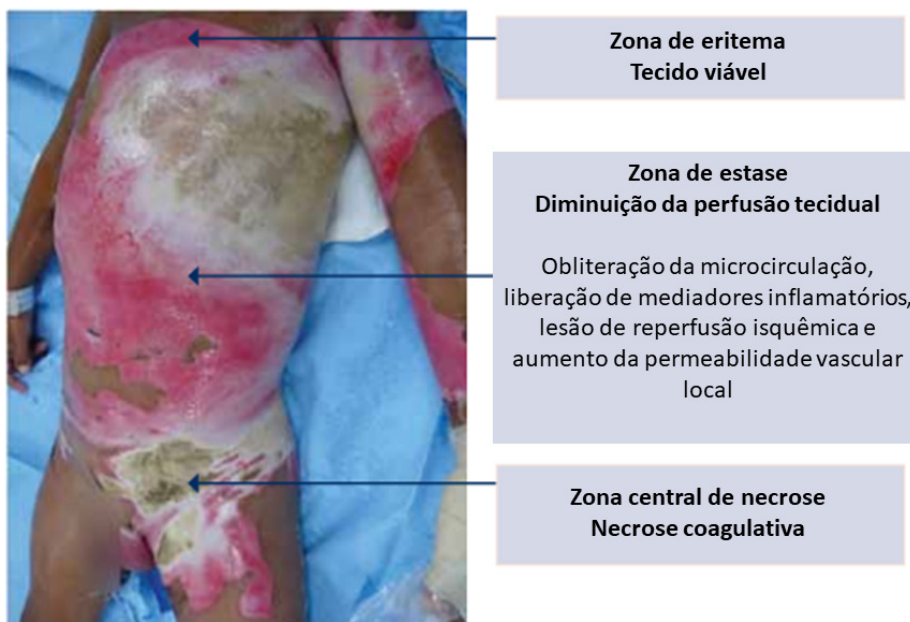 Zona de eritema
Tecido viável
Zona de estase
Diminuição da perfusão tecidual
Obliteração da microcirculação,
liberação de mediadores inflamatórios,
lesão de reperfusão isquêmica e
aumento da permeabilidade vascular
local
Zona central de necrose
Necrose coagulativa